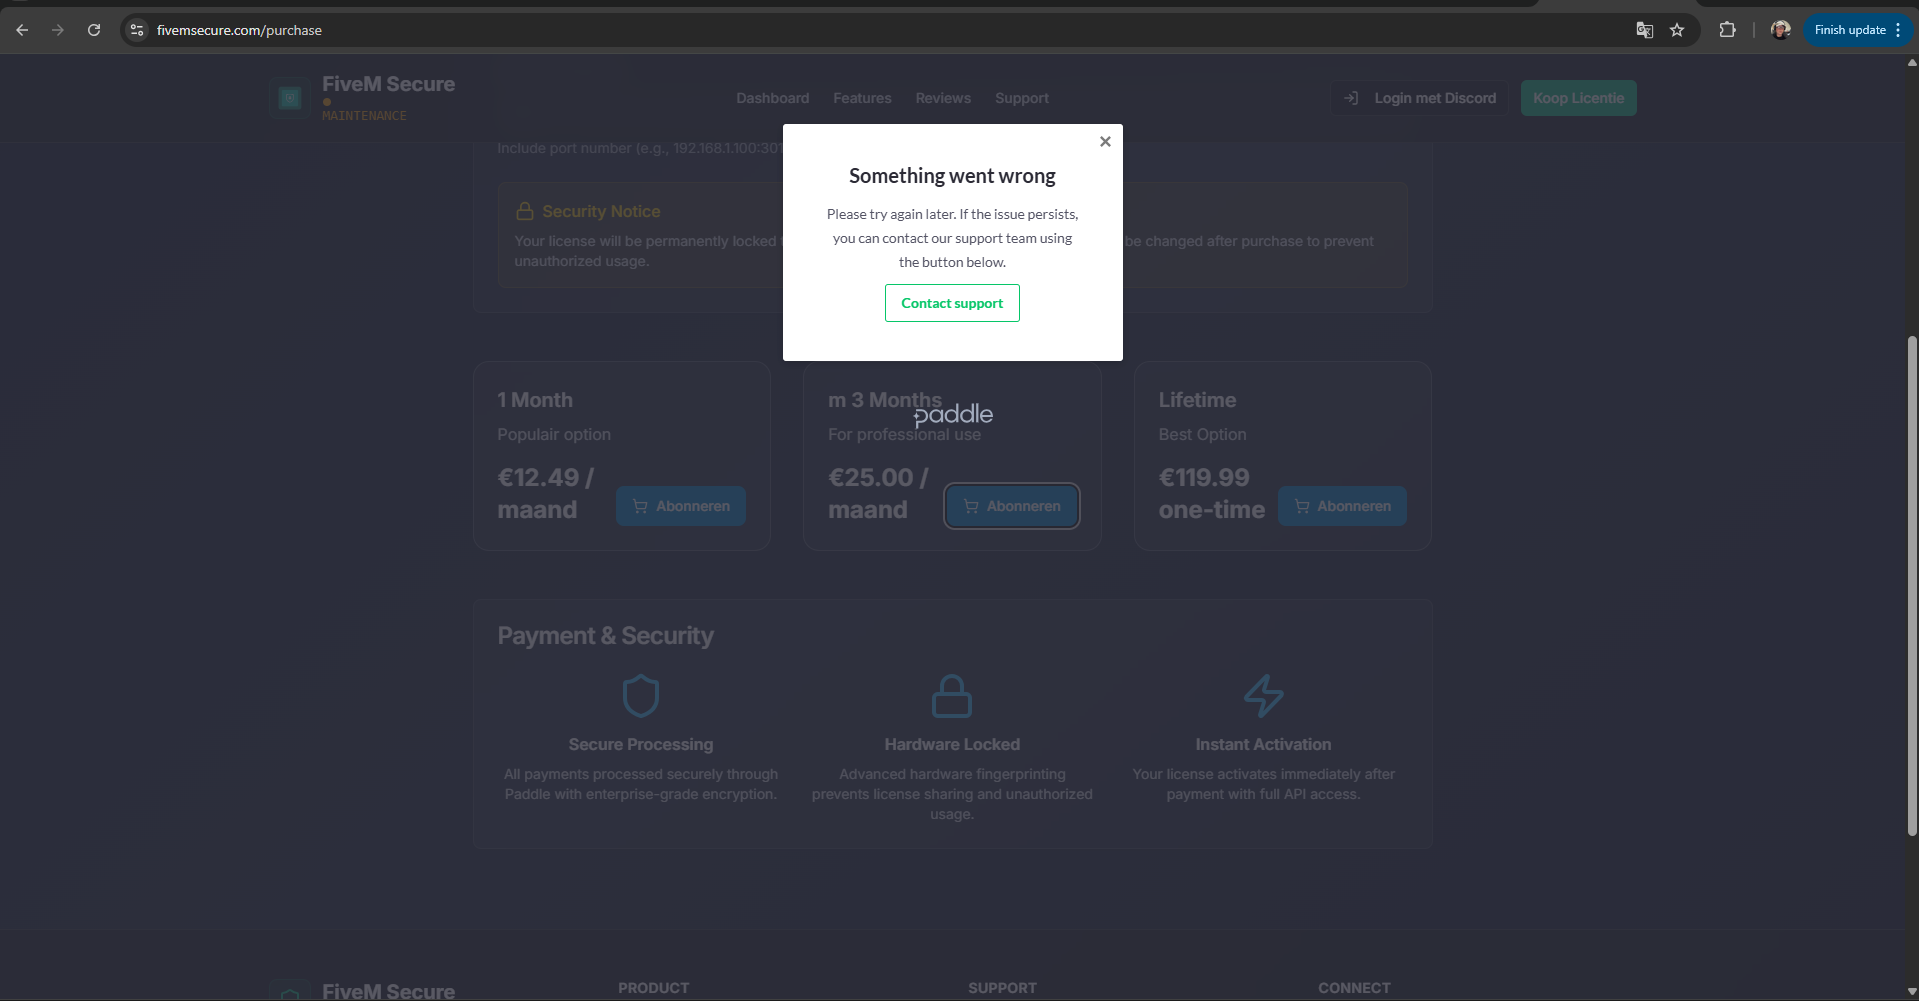 fivemsecure.com/purchase
Finish update
FiveM Secure
MAINTENANCE
Dashboard
Features
Reviews
Support
Login met Discord
Koop Licentie
Include port number (e.g., 192.168.1.100:301
Security Notice
Your license will be permanently locked
be changed after purchase to prevent
unauthorized usage.
Something went wrong
Please try again later. If the issue persists,
you can contact our support team using
the button below.
Contact support
paddle
1 Month
Populair option
€12.49 /
maand
Abonneren
m 3 Months
For professional use
€25.00 /
maand
Abonneren
Lifetime
Best Option
€119.99
one-time
Abonneren
Payment & Security
Secure Processing
All payments processed securely through
Paddle with enterprise-grade encryption.
Hardware Locked
Advanced hardware fingerprinting
prevents license sharing and unauthorized
usage.
Instant Activation
Your license activates immediately after
payment with full API access.
FiveM Secure
PRODUCT
SUPPORT
CONNECT